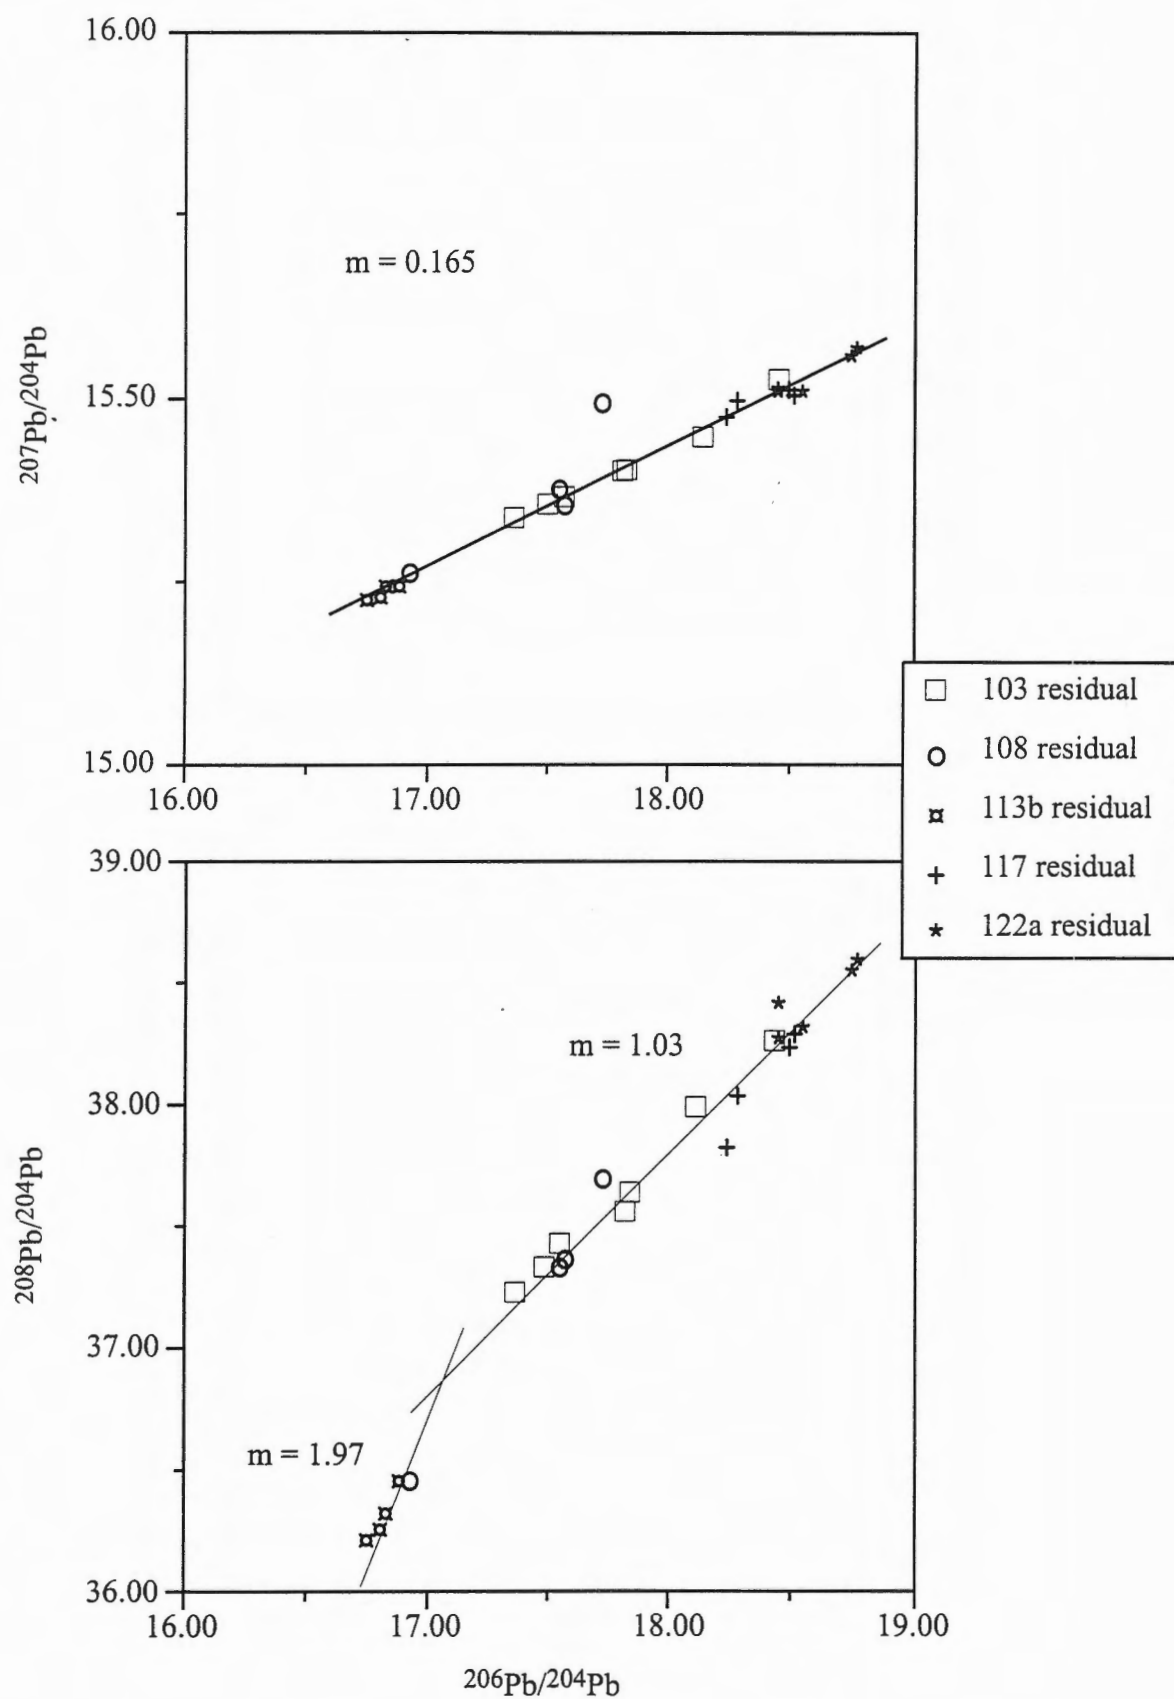 16.00
m = 0.165
²⁰⁷Pb/²⁰⁴Pb
15.50
15.00
16.00 17.00 18.00
103 residual
108 residual
113b residual
117 residual
122a residual
39.00
m = 1.03
38.00
²⁰⁸Pb/²⁰⁴Pb
37.00
m = 1.97
36.00
16.00 17.00 18.00 19.00
²⁰⁶Pb/²⁰⁴Pb